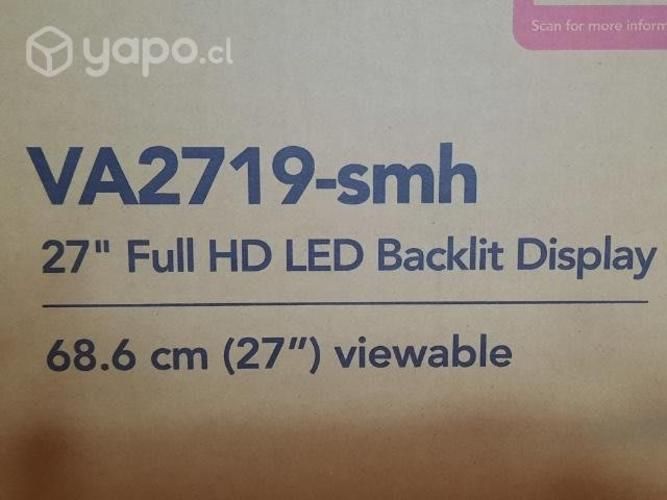 yapo.cl
Scan for more inform
VA2719-smh
27" Full HD LED Backlit Display
68.6 cm (27") viewable